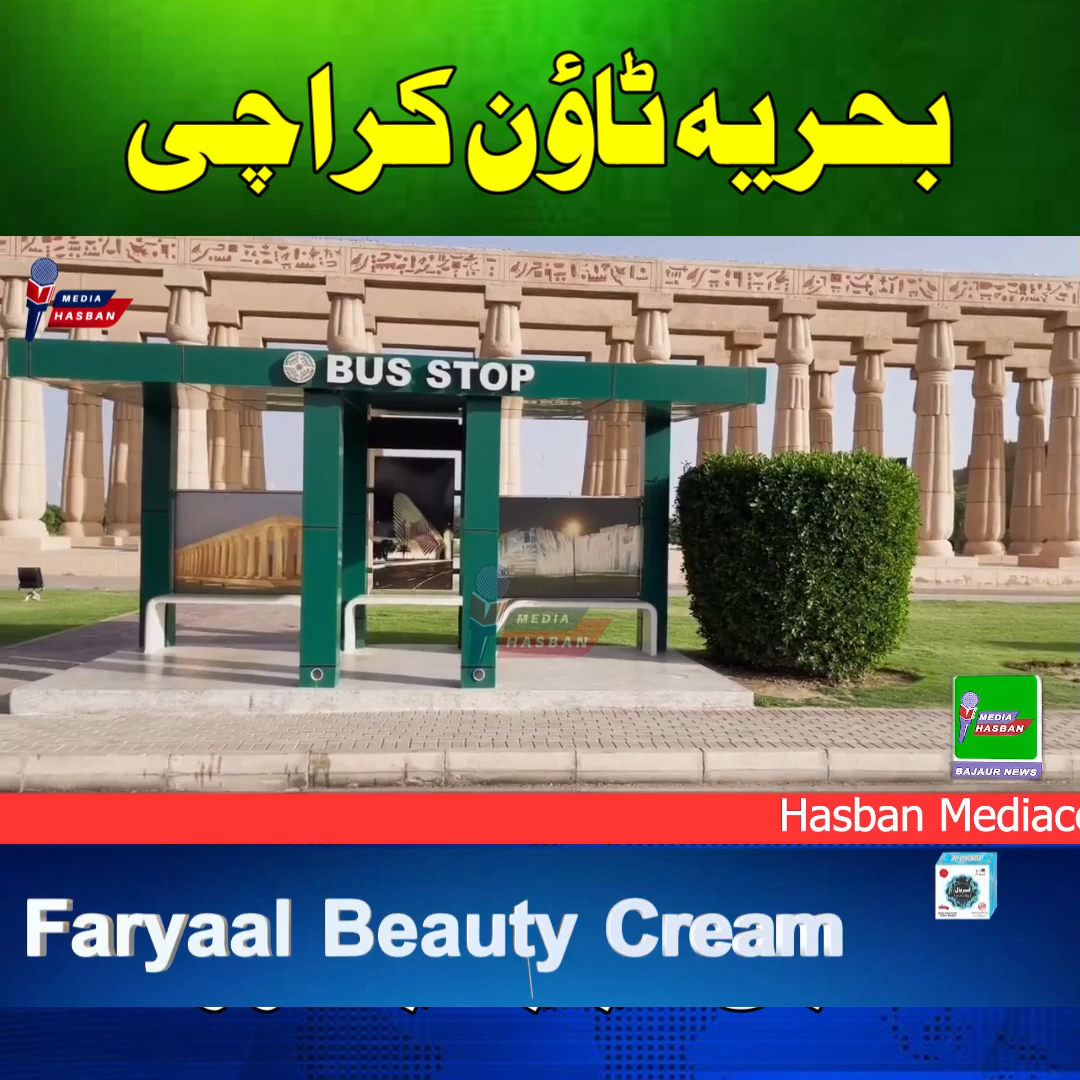 بحریہ ٹاؤن کراچی
MEDIA
HASBAN
BUS STOP
MEDIA
HASBAN
MEDIA
HASBAN
BAJAUR NEWS
Hasban Mediac
Faryaal Beauty Cream